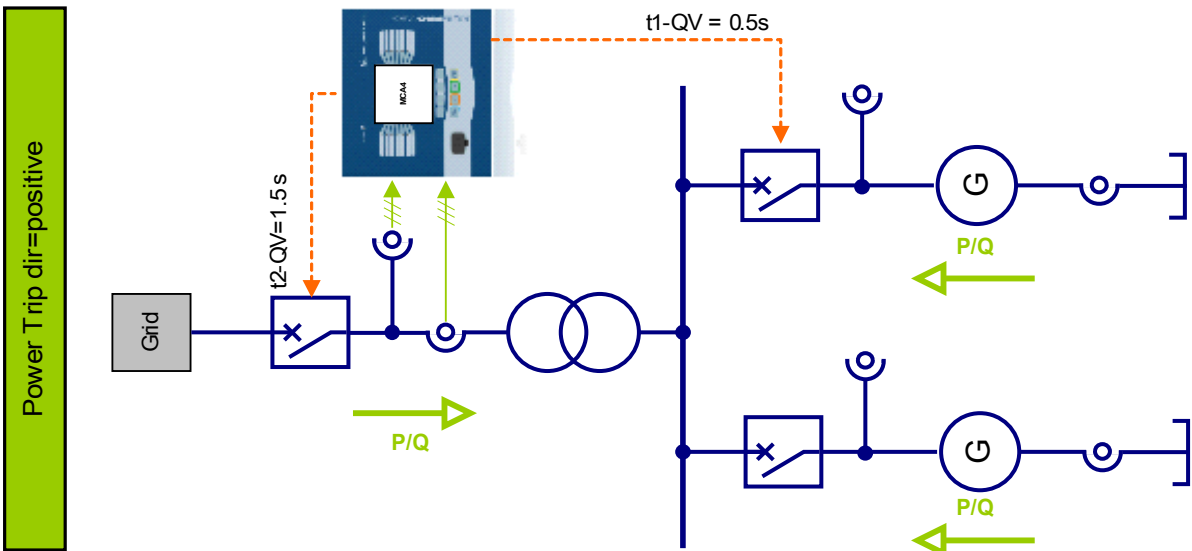 Power Trip dir=positive
t1-QV = 0.5s
MCA4
t2-QV=1.5 s
Grid
P/Q
G
P/Q
G
P/Q